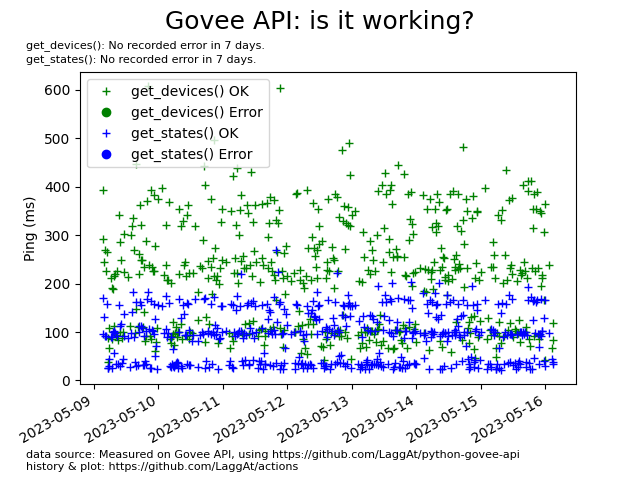 Govee API: is it working?
get_devices(): No recorded error in 7 days.
get_states(): No recorded error in 7 days.
get_devices() OK
get_devices() Error
get_states() OK
get_states() Error
Ping (ms)
600
500
400
300
200
100
0
2023-05-09
2023-05-10
2023-05-11
2023-05-12
2023-05-13
2023-05-14
2023-05-15
2023-05-16
data source: Measured on Govee API, using https://github.com/LaggAt/python-govee-api
history & plot: https://github.com/LaggAt/actions